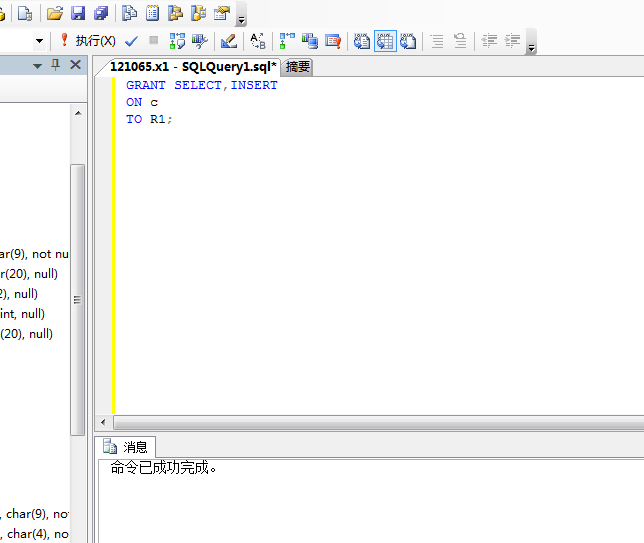 执行(X)
121065.x1 - SQLQuery1.sql* 摘要
GRANT SELECT,INSERT
ON c
TO R1;
ar(9), not nu
r(20), null)
2), null)
int, null)
(20), null)
消息
命令已成功完成。
, char(9), not
, char(4), no